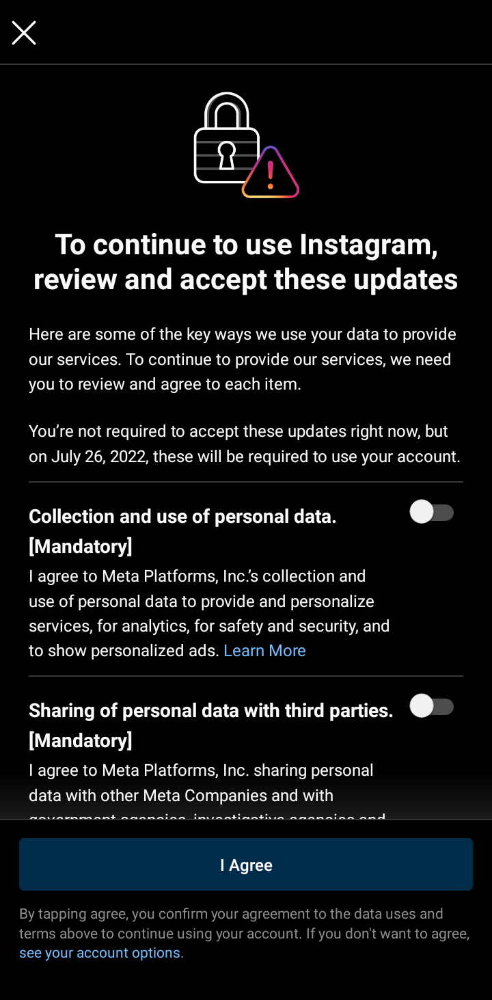 To continue to use Instagram,
review and accept these updates
Here are some of the key ways we use your data to provide
our services. To continue to provide our services, we need
you to review and agree to each item.
You’re not required to accept these updates right now, but
on July 26, 2022, these will be required to use your account.
Collection and use of personal data.
[Mandatory]
I agree to Meta Platforms, Inc.’s collection and
use of personal data to provide and personalize
services, for analytics, for safety and security, and
to show personalized ads. Learn More
Sharing of personal data with third parties.
[Mandatory]
I agree to Meta Platforms, Inc. sharing personal
data with other Meta Companies and with
government agencies, investigative agencies and
I Agree
By tapping agree, you confirm your agreement to the data uses and
terms above to continue using your account. If you don't want to agree,
see your account options.